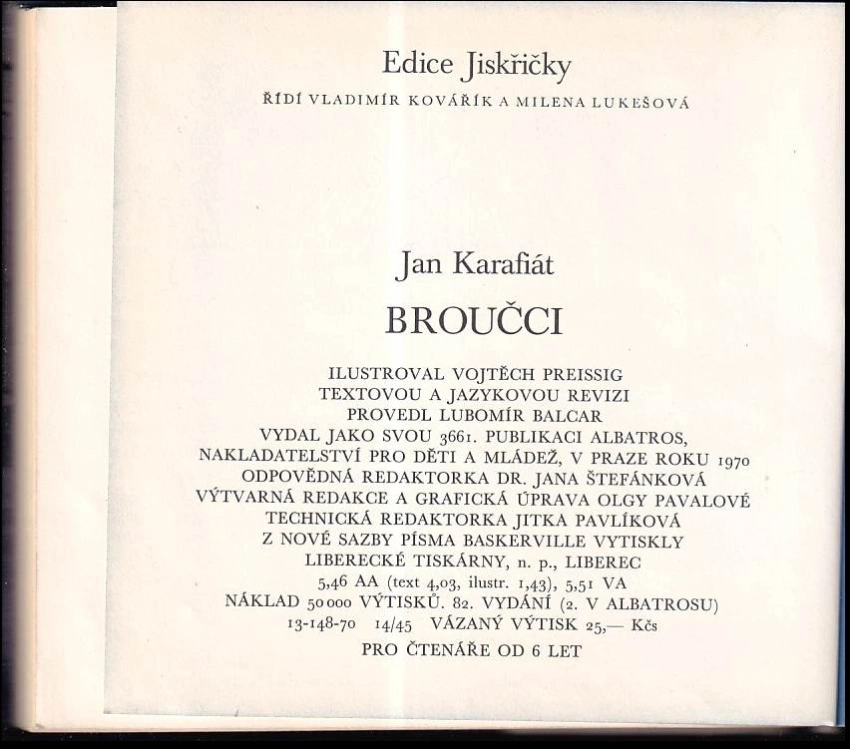 Edice Jiskřičky
ŘÍDÍ VLADIMÍR KOVÁŘÍK A MILENA LUKEŠOVÁ
Jan Karafiát
BROUČCI
ILUSTROVAL VOJTĚCH PREISSIG
TEXTOVOU A JAZYKOVOU REVIZI
PROVEDL LUBOMÍR BALCAR
VYDAL JAKO SVOU 3661. PUBLIKACI ALBATROS,
NAKLADATELSTVÍ PRO DĚTI A MLÁDEŽ, V PRAZE ROKU 1970
ODPOVĚDNÁ REDAKTORKA DR. JANA ŠTEFÁNKOVÁ
VÝTVARNÁ REDAKCE A GRAFICKÁ ÚPRAVA OLGY PAVALOVÉ
TECHNICKÁ REDAKTORKA JITKA PAVLÍKOVÁ
Z NOVÉ SAZBY PÍSMA BASKERVILLE VYTISKLY
LIBERECKÉ TISKÁRNY, n. p., LIBEREC
5,46 AA (text 4,03, ilustr. 1,43), 5,51 VA
NÁKLAD 50 000 VÝTISKŮ. 82. VYDÁNÍ (2. V ALBATROSU)
13-148-70 14/45 VÁZANÝ VÝTISK 25,— Kčs
PRO ČTENÁŘE OD 6 LET